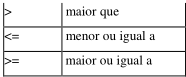 > maior que
<= menor ou igual a
>= maior ou igual a